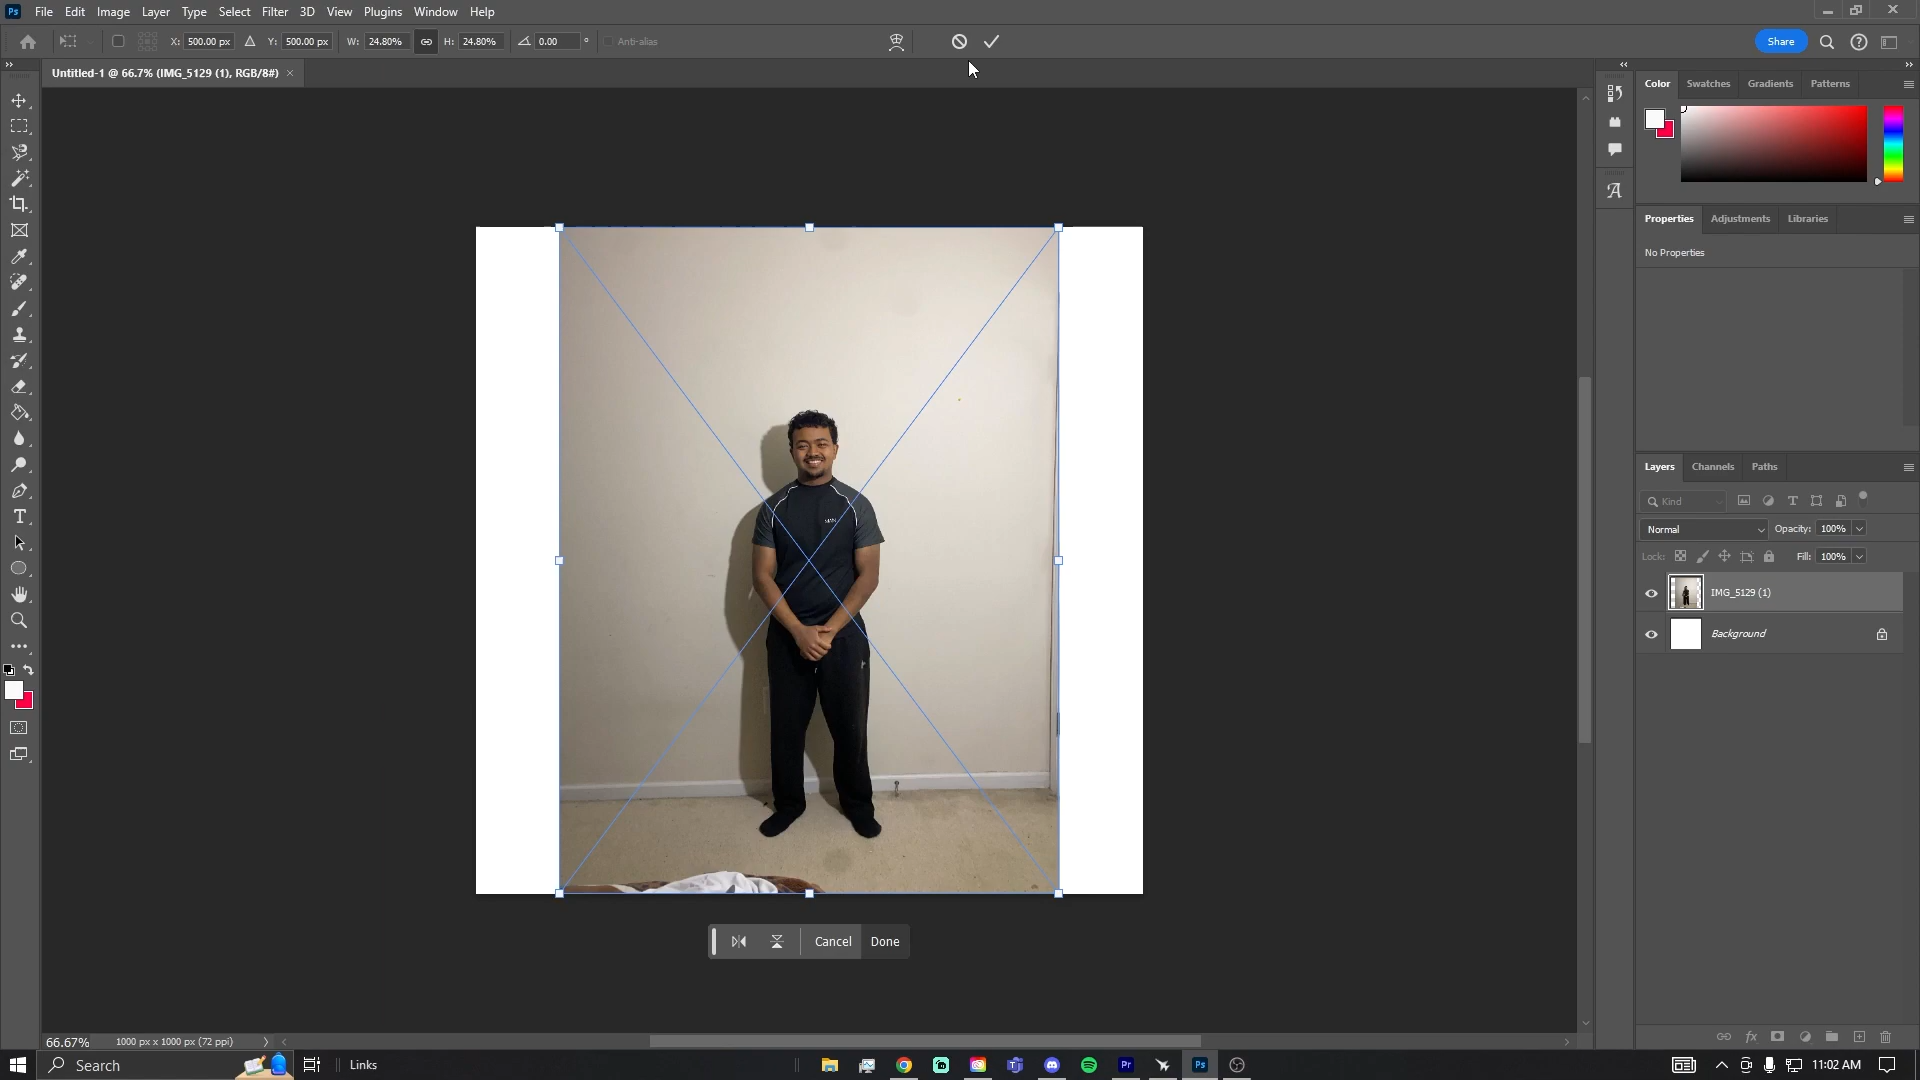 Ps File Edit Image Layer Type Select Filter 3D View Plugins Window Help
X: 500.00 px Y: 500.00 px W: 24.80% H: 24.80% 0.00 ° Anti-alias Share
Untitled-1 @ 66.7% (IMG_5129 (1), RGB/8#) ×
Color Swatches Gradients Patterns
Properties Adjustments Libraries
No Properties
Layers Channels Paths
Kind
Normal Opacity: 100%
Lock: Fill: 100%
IMG_5129 (1)
Background
Cancel Done
66.67% 1000 px x 1000 px (72 ppi)
Search Links Pr Ps 11:02 AM